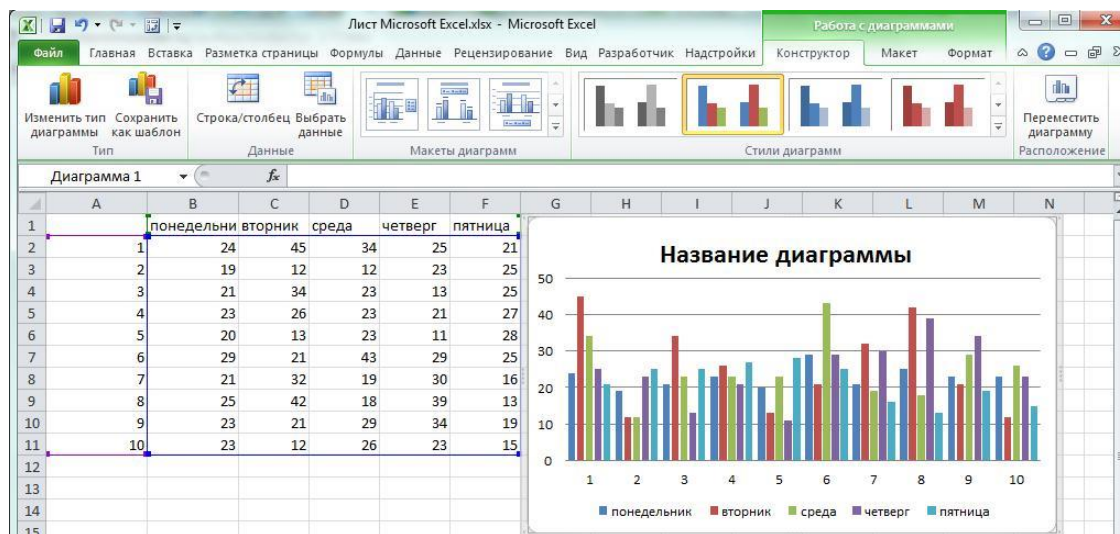 Лист Microsoft Excel.xlsx - Microsoft Excel
Работа с диаграммами
Файл Главная Вставка Разметка страницы Формулы Данные Рецензирование Вид Разработчик Надстройки Конструктор Макет Формат
Изменить тип диаграммы
Сохранить как шаблон
Строка/столбец
Выбрать данные
Переместить диаграмму
Тип Данные Макеты диаграмм Стили диаграмм Расположение
Диаграмма 1 fx
A B C D E F G H I J K L M N
1 понедельни вторник среда четверг пятница
2 1 24 45 34 25 21
3 2 19 12 12 23 25
4 3 21 34 23 13 25
5 4 23 26 23 21 27
6 5 20 13 23 11 28
7 6 29 21 43 29 25
8 7 21 32 19 30 16
9 8 25 42 18 39 13
10 9 23 21 29 34 19
11 10 23 12 26 23 15
12
13
14
15
Название диаграммы
50
40
30
20
10
0
1 2 3 4 5 6 7 8 9 10
понедельник вторник среда четверг пятница